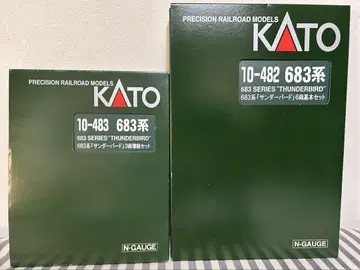 PRECISION RAILROAD MODELS
KATO
10-483 683系
683 SERIES "THUNDERBIRD"
683系「サンダーバード」3両増結セット
N-GAUGE
PRECISION RAILROAD MODELS
KATO
10-482 683系
683 SERIES "THUNDERBIRD"
683系「サンダーバード」6両基本セット
N-GAUGE